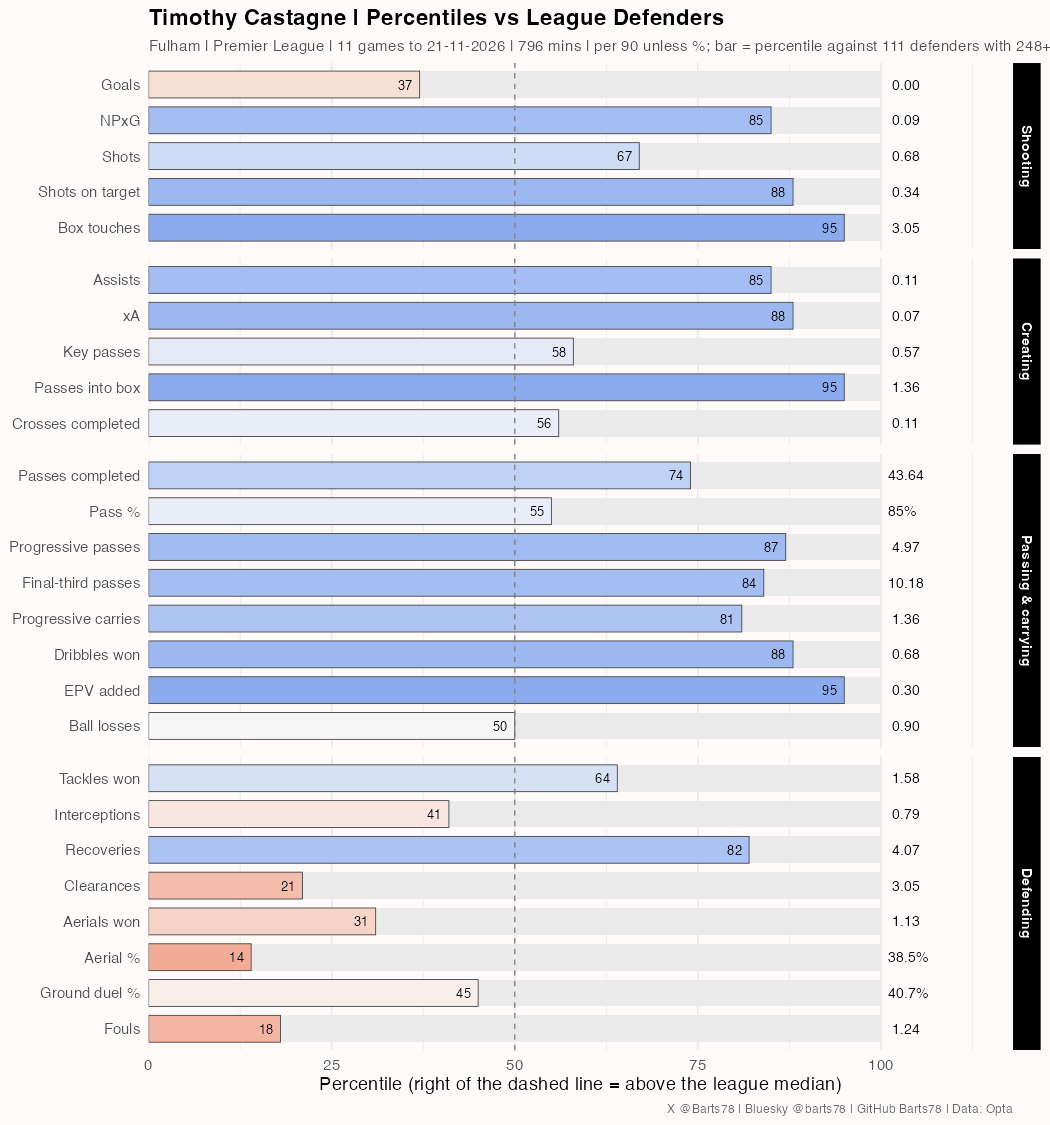 Timothy Castagne | Percentiles vs League Defenders
Fulham | Premier League | 11 games to 21-11-2026 | 796 mins | per 90 unless %; bar = percentile against 111 defenders with 248+
Goals 37 0.00
NPxG 85 0.09
Shots 67 0.68
Shots on target 88 0.34
Box touches 95 3.05
Shooting
Assists 85 0.11
xA 88 0.07
Key passes 58 0.57
Passes into box 95 1.36
Crosses completed 56 0.11
Creating
Passes completed 74 43.64
Pass % 55 85%
Progressive passes 87 4.97
Final-third passes 84 10.18
Progressive carries 81 1.36
Dribbles won 88 0.68
EPV added 95 0.30
Ball losses 50 0.90
Passing & carrying
Tackles won 64 1.58
Interceptions 41 0.79
Recoveries 82 4.07
Clearances 21 3.05
Aerials won 31 1.13
Aerial % 14 38.5%
Ground duel % 45 40.7%
Fouls 18 1.24
Defending
0 25 50 75 100
Percentile (right of the dashed line = above the league median)
X @Barts78 | Bluesky @barts78 | GitHub Barts78 | Data: Opta